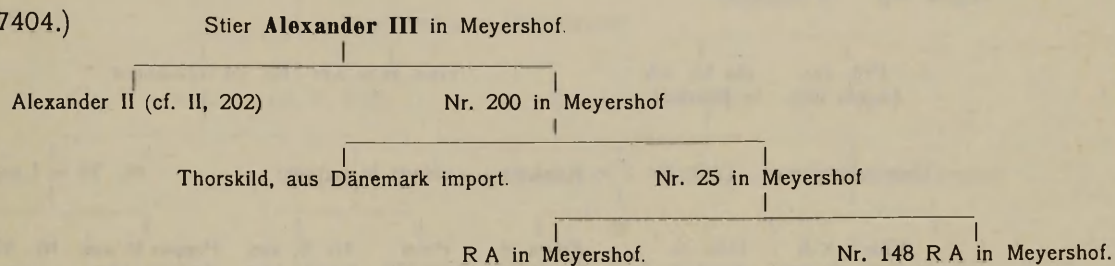 7404.) Stier Alexander III in Meyershof.
Alexander II (cf. II, 202) Nr. 200 in Meyershof
Thorskild, aus Dänemark import. Nr. 25 in Meyershof
R A in Meyershof. Nr. 148 R A in Meyershof.